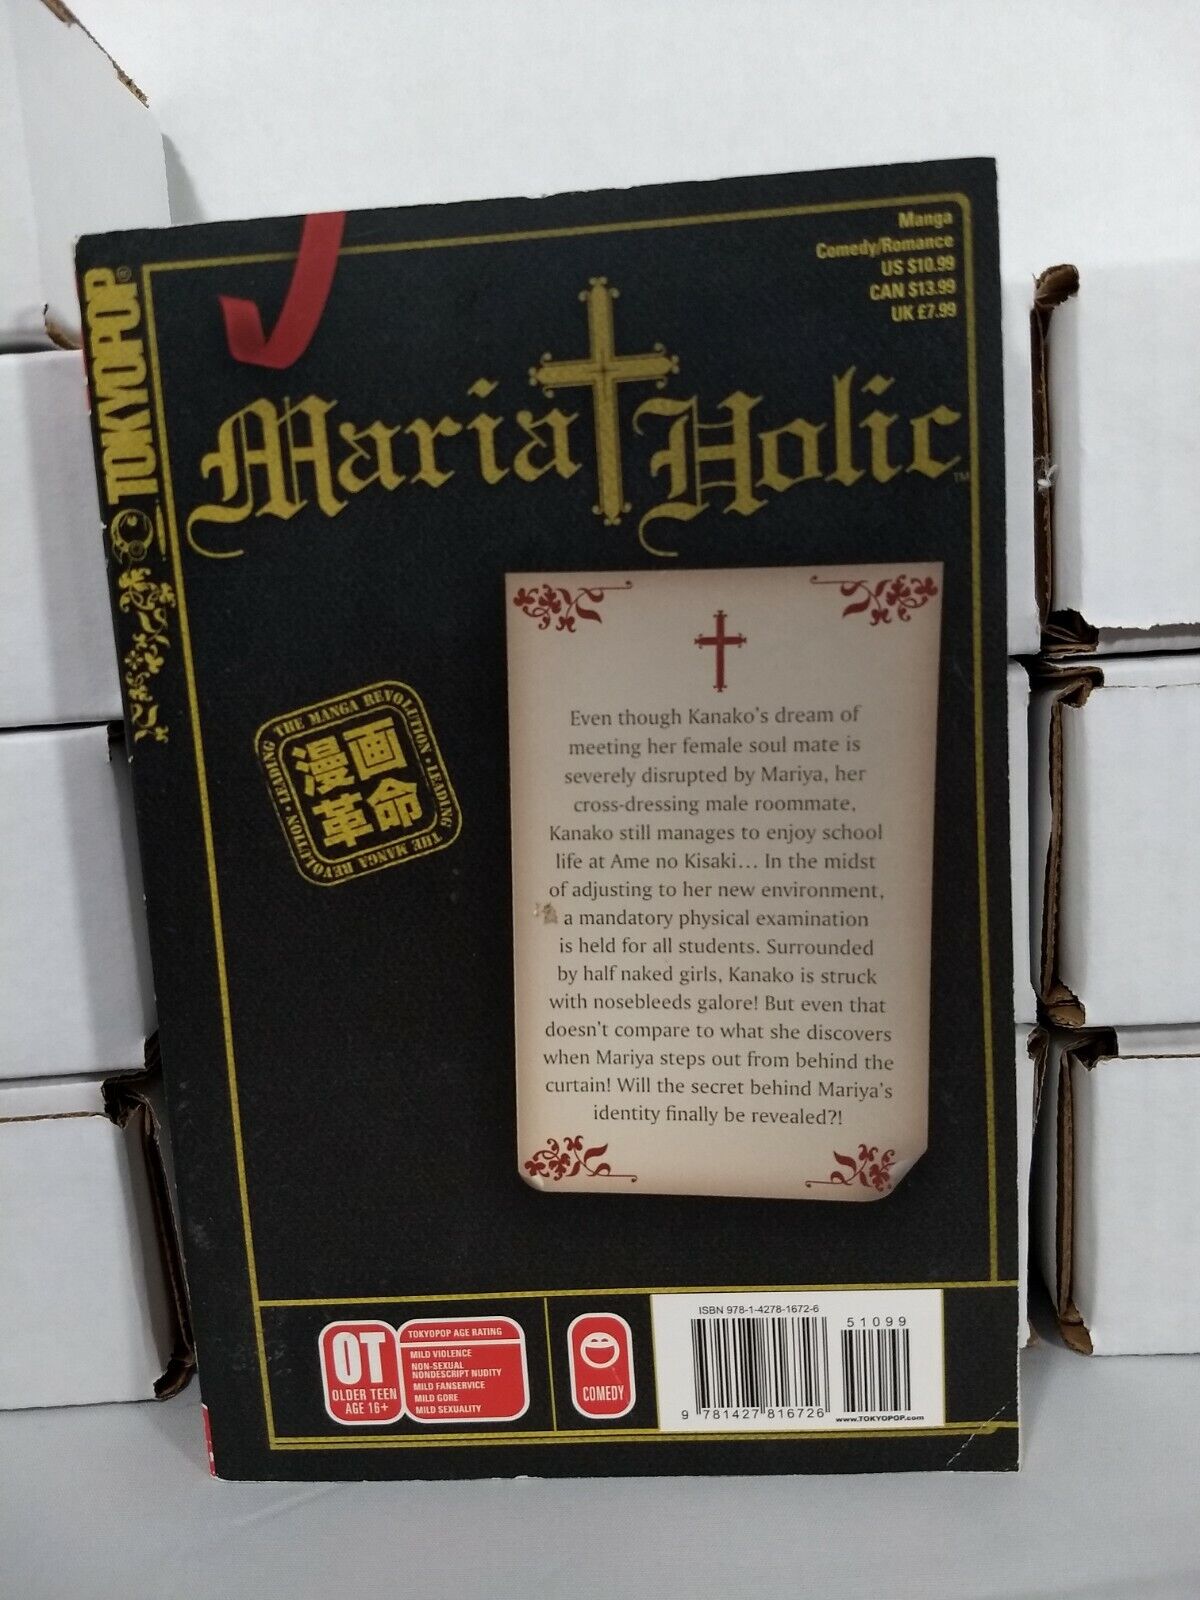 TOKYOPOP®
Manga
Comedy/Romance
US $10.99
CAN $13.99
UK £7.99
Maria Holic™
THE MANGA REVOLUTION · LEADING THE MANGA REVOLUTION · LEADING
漫画
革命
Even though Kanako's dream of
meeting her female soul mate is
severely disrupted by Mariya, her
cross-dressing male roommate,
Kanako still manages to enjoy school
life at Ame no Kisaki... In the midst
of adjusting to her new environment,
a mandatory physical examination
is held for all students. Surrounded
by half naked girls, Kanako is struck
with nosebleeds galore! But even that
doesn't compare to what she discovers
when Mariya steps out from behind the
curtain! Will the secret behind Mariya's
identity finally be revealed?!
OT
OLDER TEEN
AGE 16+
TOKYOPOP AGE RATING
MILD VIOLENCE
NON-SEXUAL
NONDESCRIPT NUDITY
MILD FANSERVICE
MILD GORE
MILD SEXUALITY
COMEDY
ISBN 978-1-4278-1672-6
51099
9 781427 816726
www.TOKYOPOP.com